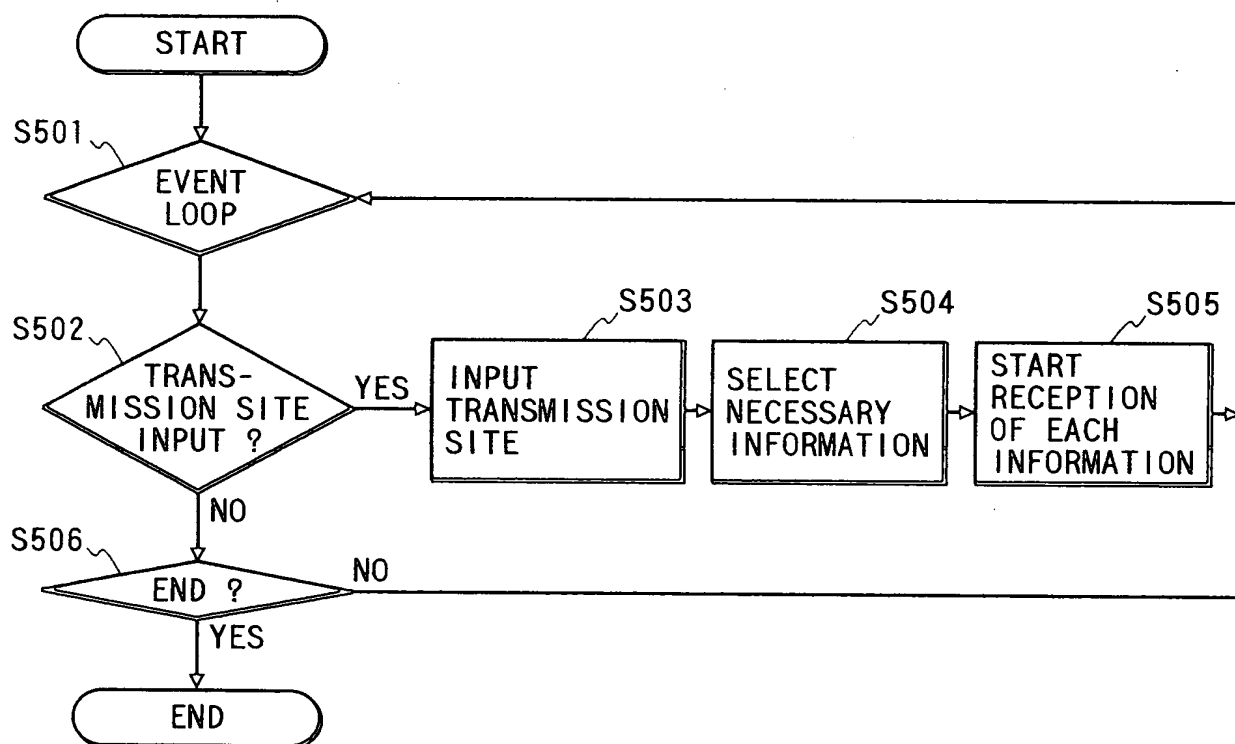 START
S501
EVENT
LOOP
S502
TRANS-
MISSION SITE
INPUT ?
YES
S503
INPUT
TRANSMISSION
SITE
S504
SELECT
NECESSARY
INFORMATION
S505
START
RECEPTION
OF EACH
INFORMATION
NO
S506
END ?
NO
YES
END